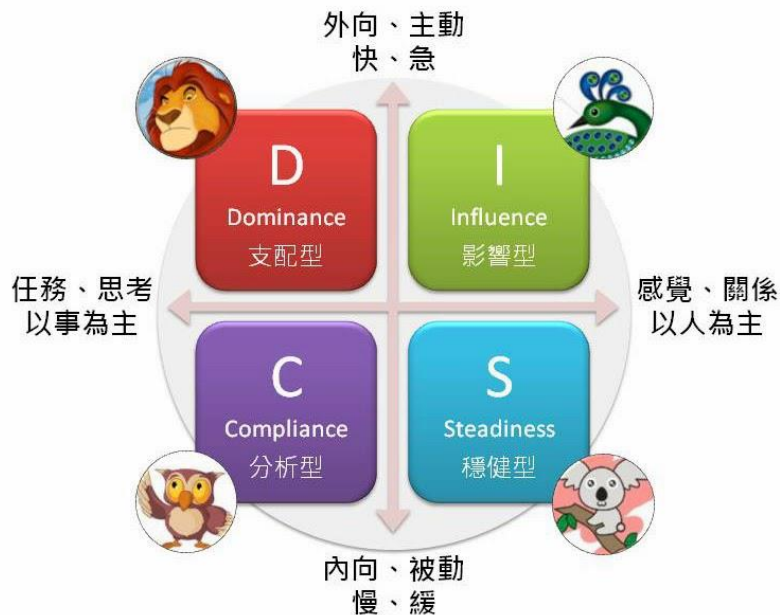 外向、主動
快、急
D
Dominance
支配型
I
Influence
影響型
任務、思考
以事為主
感覺、關係
以人為主
C
Compliance
分析型
S
Steadiness
穩健型
內向、被動
慢、緩